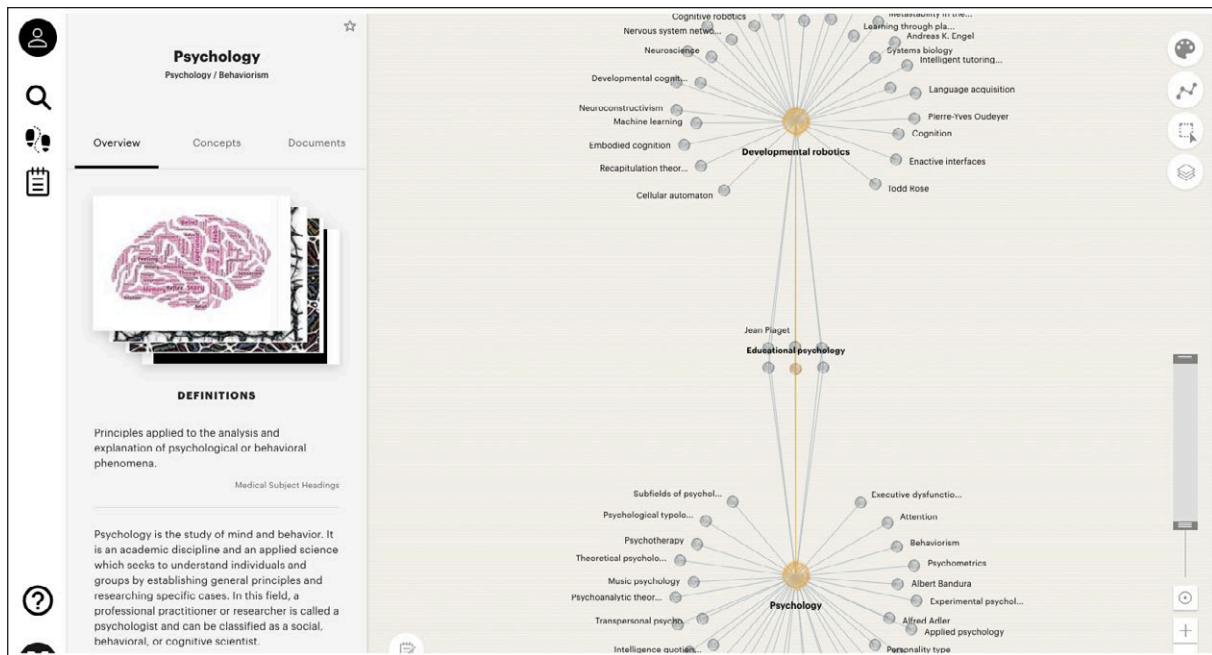 Psychology
Psychology / Behaviorism
Overview
Concepts
Documents
DEFINITIONS
Principles applied to the analysis and
explanation of psychological or behavioral
phenomena.
Medical Subject Headings
Psychology is the study of mind and behavior. It
is an academic discipline and an applied science
which seeks to understand individuals and
groups by establishing general principles and
researching specific cases. In this field, a
professional practitioner or researcher is called a
psychologist and can be classified as a social,
behavioral, or cognitive scientist.
Cognitive robotics
Metastability in the...
Nervous system netwo...
Learning through pla...
Andreas K. Engel
Neuroscience
Systems biology
Intelligent tutoring...
Developmental cognit...
Language acquisition
Neuroconstructivism
Machine learning
Pierre-Yves Oudeyer
Cognition
Embodied cognition
Developmental robotics
Recapitulation theor...
Enactive interfaces
Cellular automaton
Todd Rose
Jean Piaget
Educational psychology
Subfields of psychol...
Executive dysfunctio...
Psychological typolo...
Attention
Psychotherapy
Behaviorism
Theoretical psycholo...
Psychometrics
Music psychology
Albert Bandura
Psychoanalytic theor...
Experimental psychol...
Psychology
Transpersonal psycho...
Alfred Adler
Applied psychology
Intelligence quotien...
Personality type